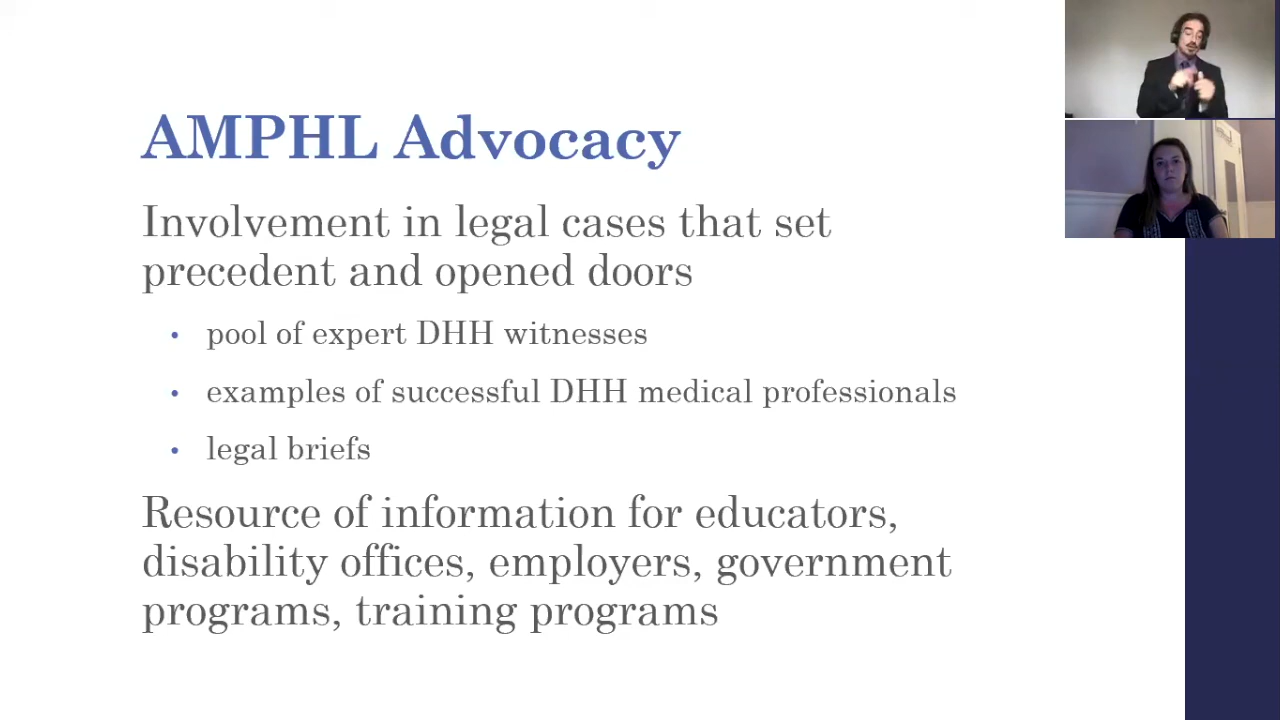 AMPHL Advocacy
Involvement in legal cases that set
precedent and opened doors
• pool of expert DHH witnesses
• examples of successful DHH medical professionals
• legal briefs
Resource of information for educators,
disability offices, employers, government
programs, training programs